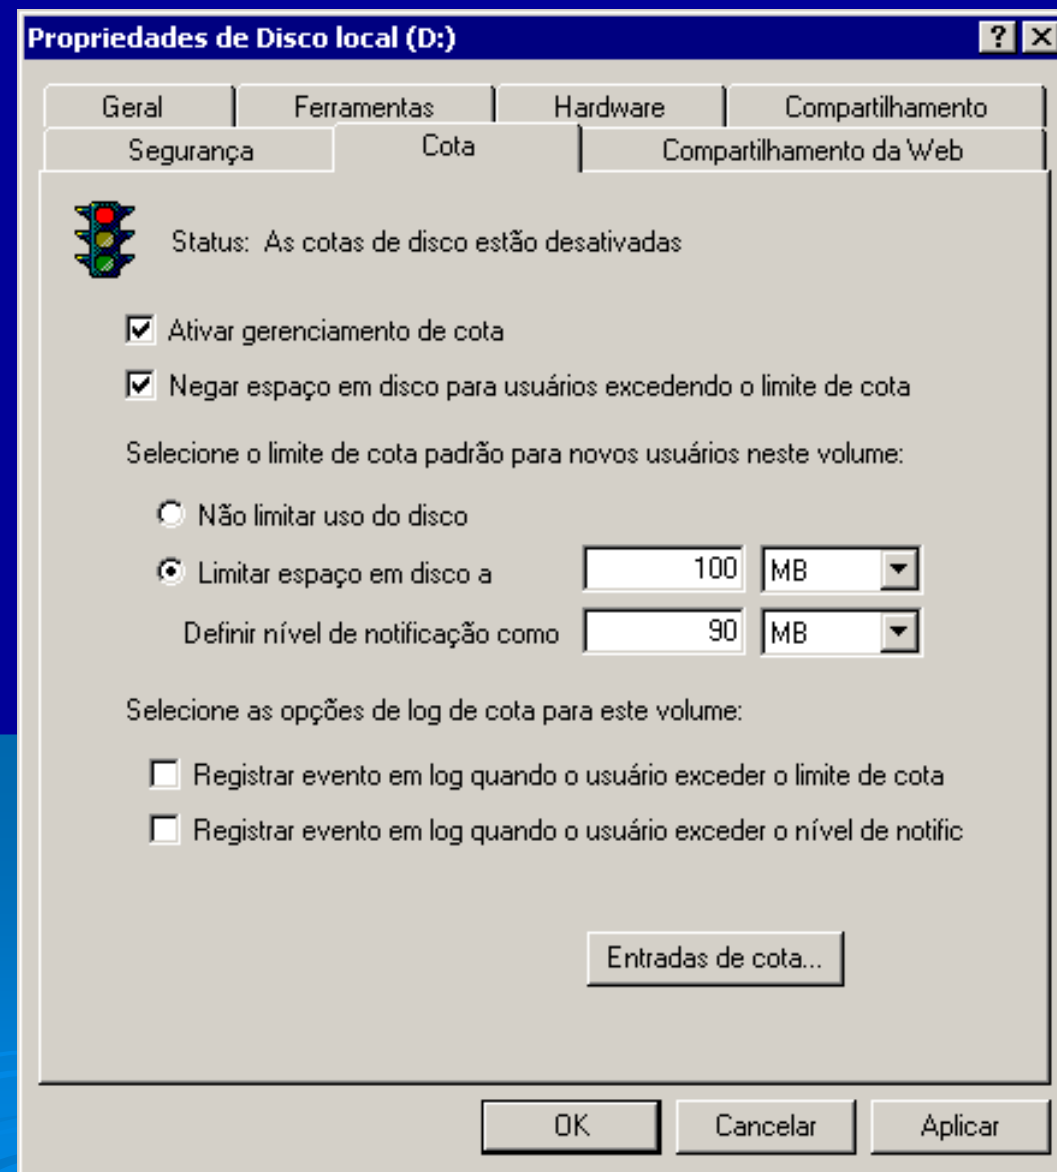 Propriedades de Disco local (D:)
Geral Ferramentas Hardware Compartilhamento
Segurança Cota Compartilhamento da Web
Status: As cotas de disco estão desativadas
Ativar gerenciamento de cota
Negar espaço em disco para usuários excedendo o limite de cota
Selecione o limite de cota padrão para novos usuários neste volume:
Não limitar uso do disco
Limitar espaço em disco a 100 MB
Definir nível de notificação como 90 MB
Selecione as opções de log de cota para este volume:
Registrar evento em log quando o usuário exceder o limite de cota
Registrar evento em log quando o usuário exceder o nível de notific
Entradas de cota...
OK Cancelar Aplicar